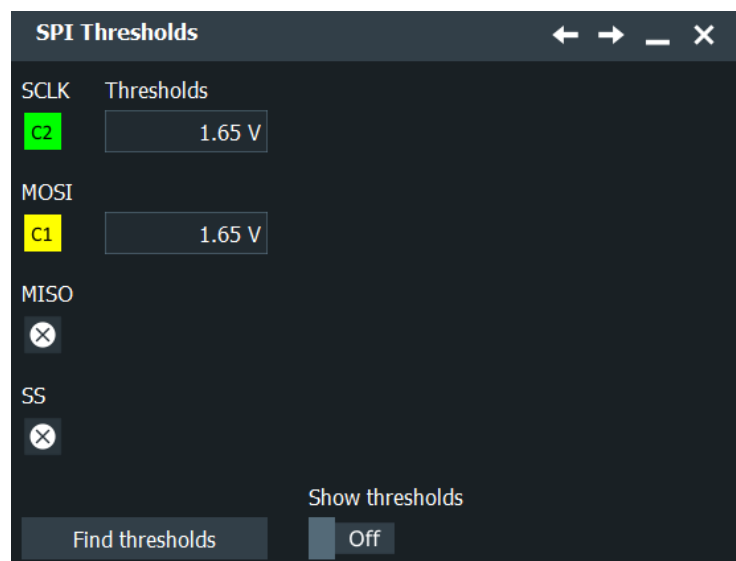 SPI Thresholds
SCLK Thresholds
C2 1.65 V
MOSI
C1 1.65 V
MISO
SS
Show thresholds
Find thresholds Off